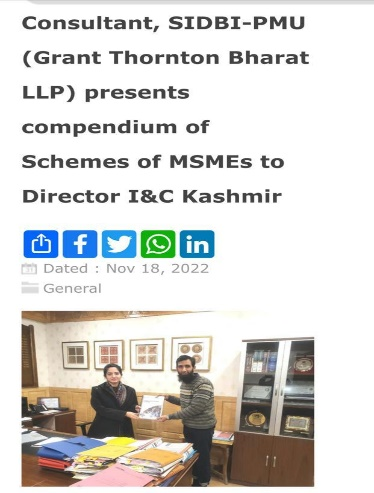 Consultant, SIDBI-PMU
(Grant Thornton Bharat
LLP) presents
compendium of
Schemes of MSMEs to
Director I&C Kashmir
Dated : Nov 18, 2022
General